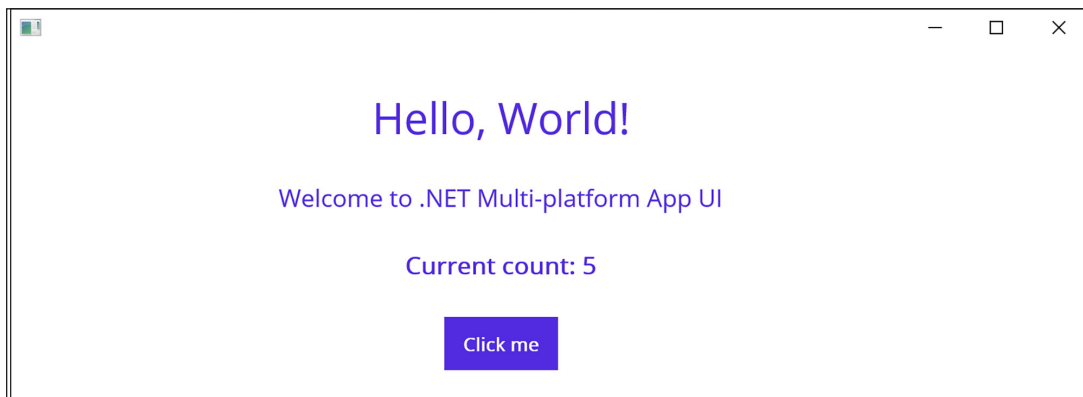 Hello, World!
Welcome to .NET Multi-platform App UI
Current count: 5
Click me